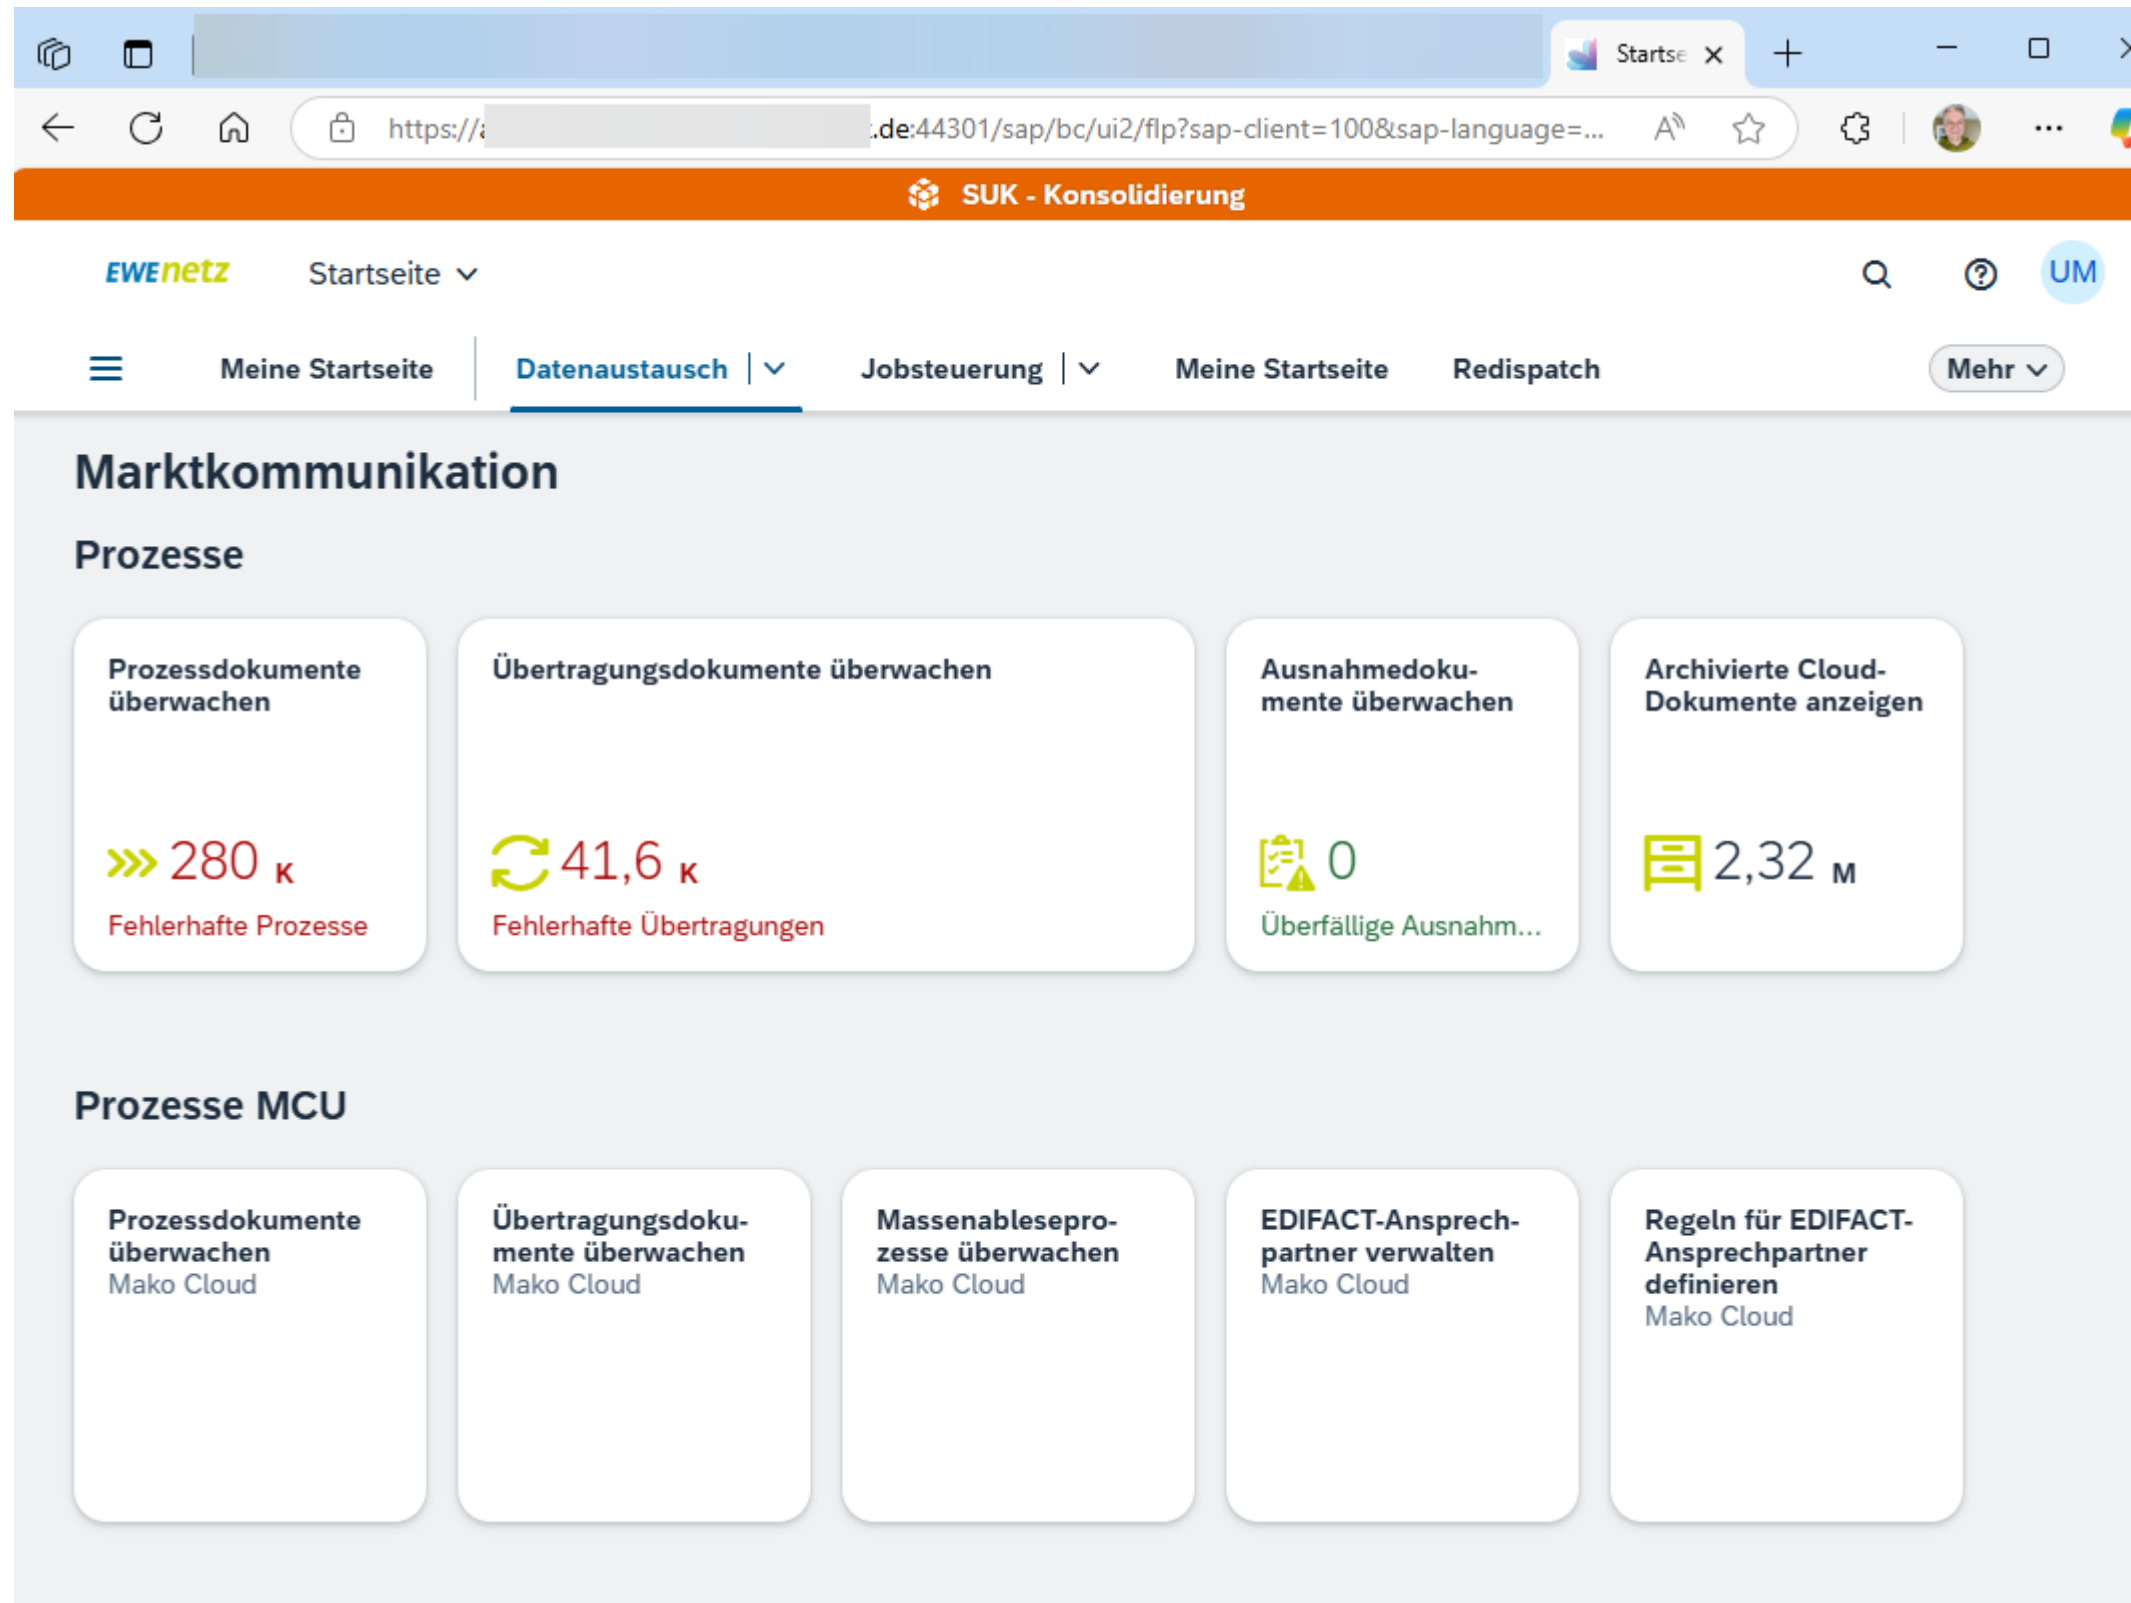 Startse
https://a
.de:44301/sap/bc/ui2/flp?sap-client=100&sap-language=...
SUK - Konsolidierung
EWEnetz
Startseite
UM
Meine Startseite
Datenaustausch
Jobsteuerung
Meine Startseite
Redispatch
Mehr
Marktkommunikation
Prozesse
Prozessdokumente
überwachen
280 K
Fehlerhafte Prozesse
Übertragungsdokumente überwachen
41,6 K
Fehlerhafte Übertragungen
Ausnahmedoku-
mente überwachen
0
Überfällige Ausnahm...
Archivierte Cloud-
Dokumente anzeigen
2,32 M
Prozesse MCU
Prozessdokumente
überwachen
Mako Cloud
Übertragungsdoku-
mente überwachen
Mako Cloud
Massenablesepro-
zesse überwachen
Mako Cloud
EDIFACT-Ansprech-
partner verwalten
Mako Cloud
Regeln für EDIFACT-
Ansprechpartner
definieren
Mako Cloud